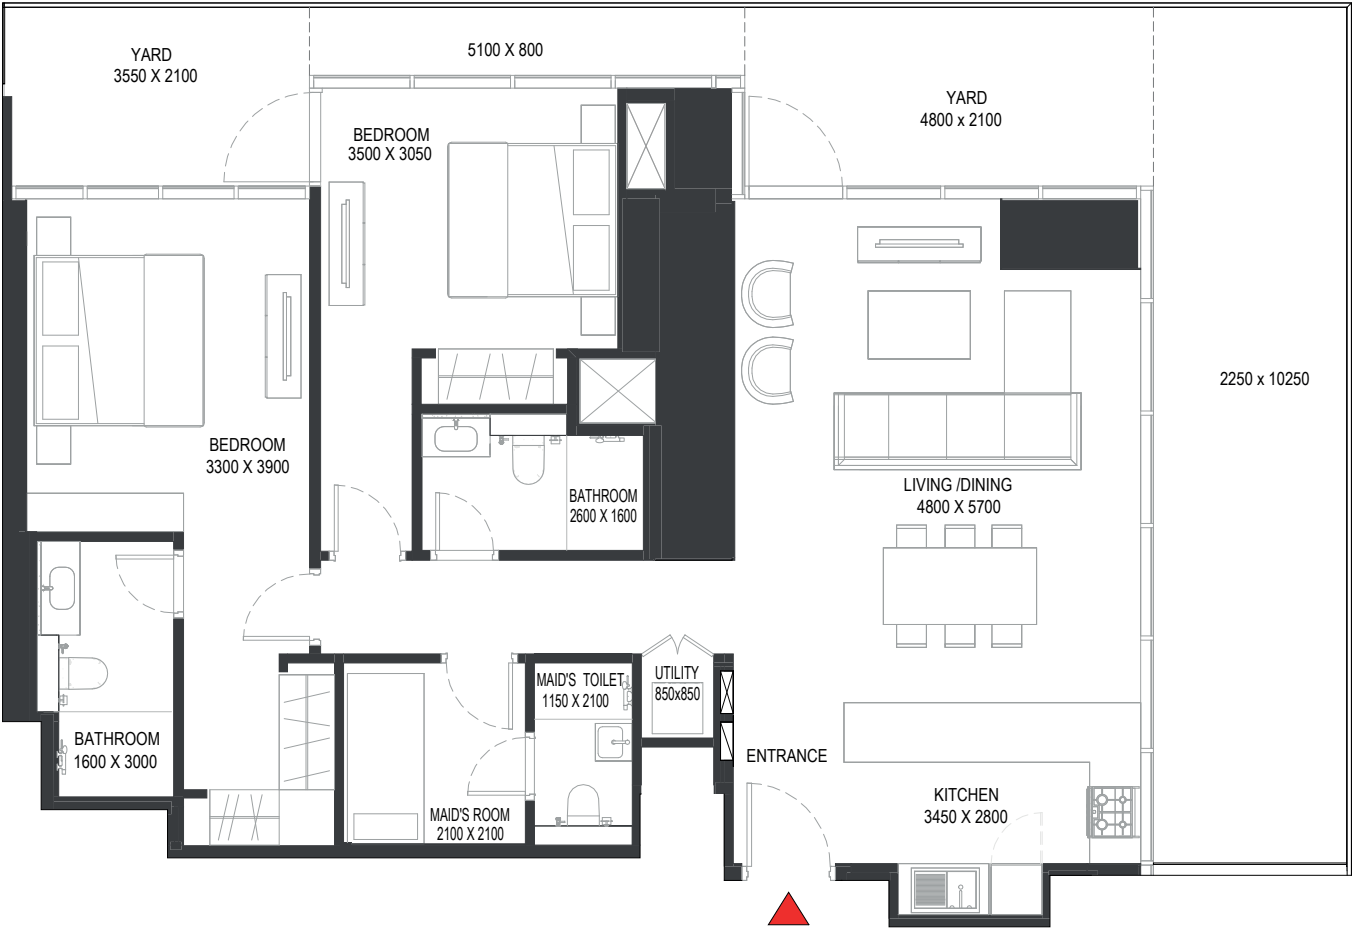 YARD
3550 X 2100
5100 X 800
YARD
4800 x 2100
BEDROOM
3500 X 3050
2250 x 10250
BEDROOM
3300 X 3900
LIVING /DINING
4800 X 5700
BATHROOM
2600 X 1600
MAID'S TOILET
1150 X 2100
UTILITY
850x850
BATHROOM
1600 X 3000
ENTRANCE
KITCHEN
3450 X 2800
MAID'S ROOM
2100 X 2100